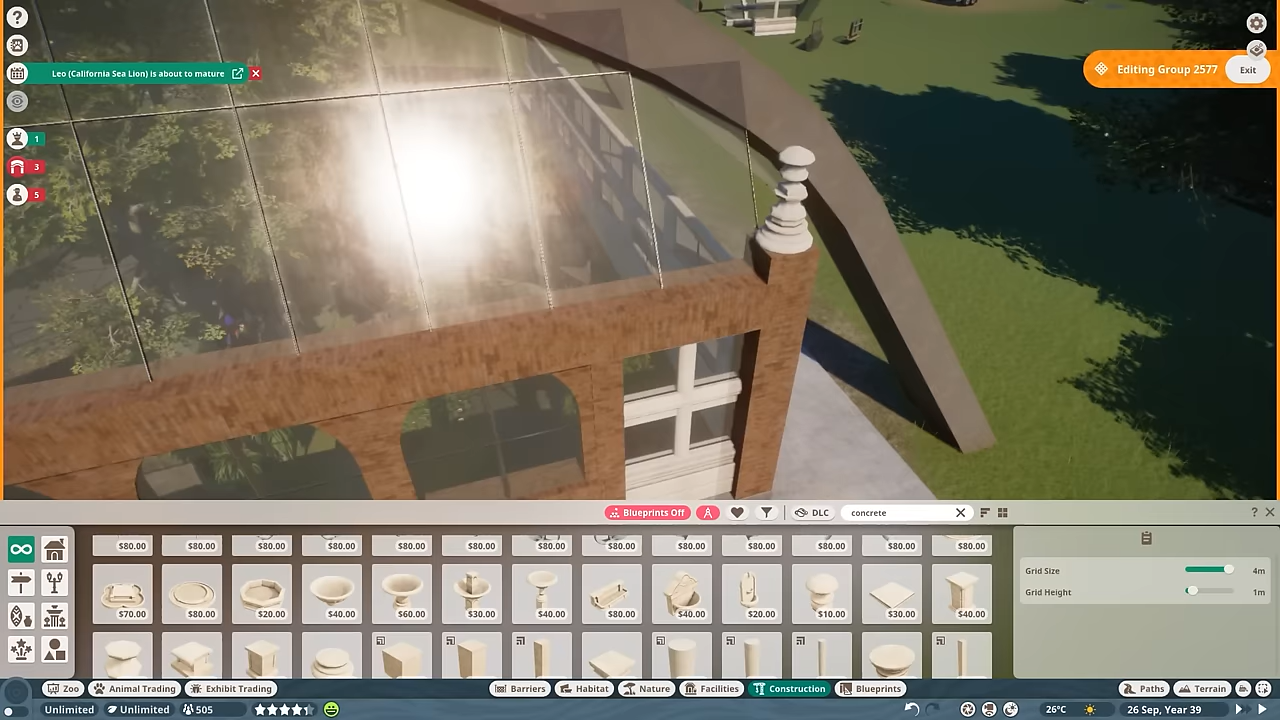 Leo (California Sea Lion) is about to mature
Editing Group 2577
Exit
1
3
5
Blueprints Off
DLC
concrete
$80.00 $80.00 $80.00 $80.00 $80.00 $80.00 $80.00 $80.00 $80.00 $80.00 $80.00 $80.00 $80.00
$70.00 $80.00 $20.00 $40.00 $60.00 $30.00 $40.00 $80.00 $40.00 $20.00 $10.00 $30.00 $40.00
Grid Size 4m
Grid Height 1m
Zoo Animal Trading Exhibit Trading Barriers Habitat Nature Facilities Construction Blueprints Paths Terrain
Unlimited Unlimited 505 26°C 26 Sep, Year 39